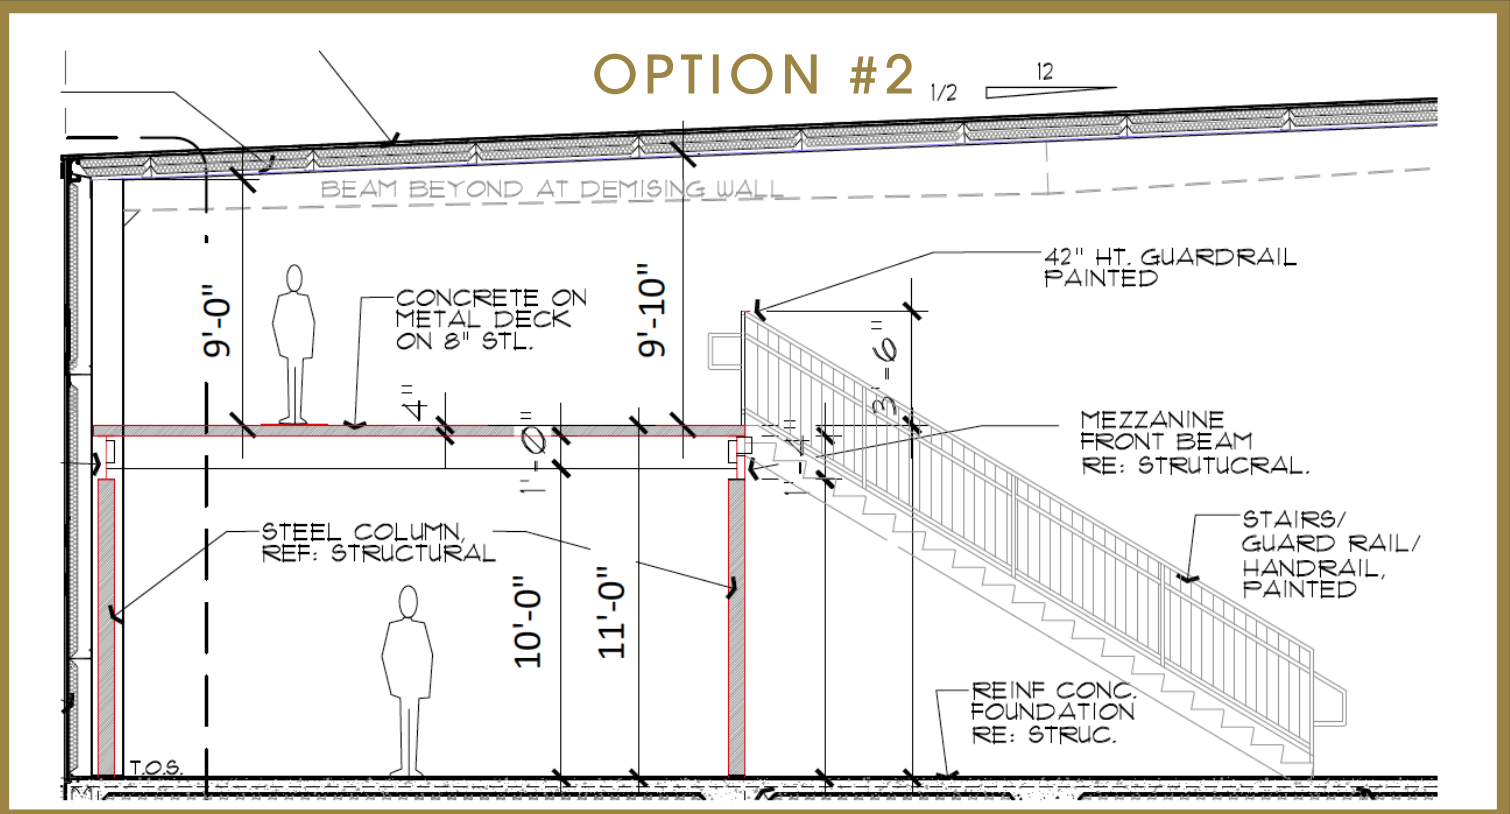 OPTION #2
1/2
12
BEAM BEYOND AT DEMISING WALL
42" HT. GUARDRAIL
PAINTED
9'-0"
CONCRETE ON
METAL DECK
ON 8" STL.
9'-10"
3'-6"
4"
1'-0"
MEZZANINE
FRONT BEAM
RE: STRUTUCRAL.
STEEL COLUMN,
REF: STRUCTURAL
STAIRS/
GUARD RAIL/
HANDRAIL,
PAINTED
10'-0"
11'-0"
REINF CONC.
FOUNDATION
RE: STRUC.
T.O.S.